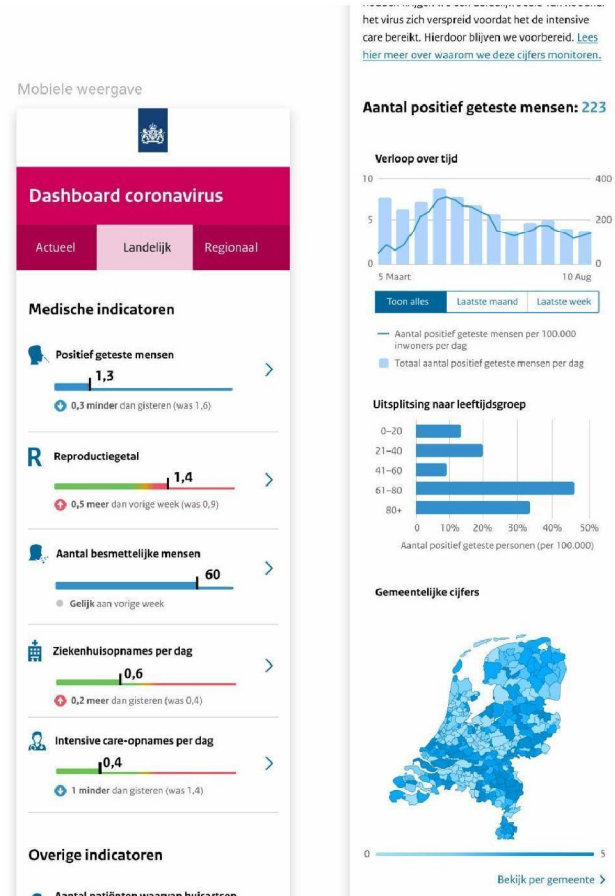 Mobiele weergave
Dashboard coronavirus
Actueel
Landelijk
Regionaal
Medische indicatoren
Positief geteste mensen
1,3
0,3 minder dan gisteren (was 1,6)
R Reproductiegetal
1,4
0,5 meer dan vorige week (was 0,9)
Aantal besmettelijke mensen
60
Gelijk aan vorige week
Ziekenhuisopnames per dag
0,6
0,2 meer dan gisteren (was 0,4)
Intensive care-opnames per dag
0,4
1 minder dan gisteren (was 1,4)
Overige indicatoren
het virus zich verspreid voordat het de intensive
care bereikt. Hierdoor blijven we voorbereid. Lees
hier meer over waarom we deze cijfers monitoren.
Aantal positief geteste mensen: 223
Verloop over tijd
10
400
5
200
0
0
5 Maart
10 Aug
Toon alles
Laatste maand
Laatste week
Aantal positief geteste mensen per 100.000
inwoners per dag
Totaal aantal positief geteste mensen per dag
Uitsplitsing naar leeftijdsgroep
0-20
21-40
41-60
61-80
80+
0 10% 20% 30% 40% 50%
Aantal positief geteste personen (per 100.000)
Gemeentelijke cijfers
0
5
Bekijk per gemeente